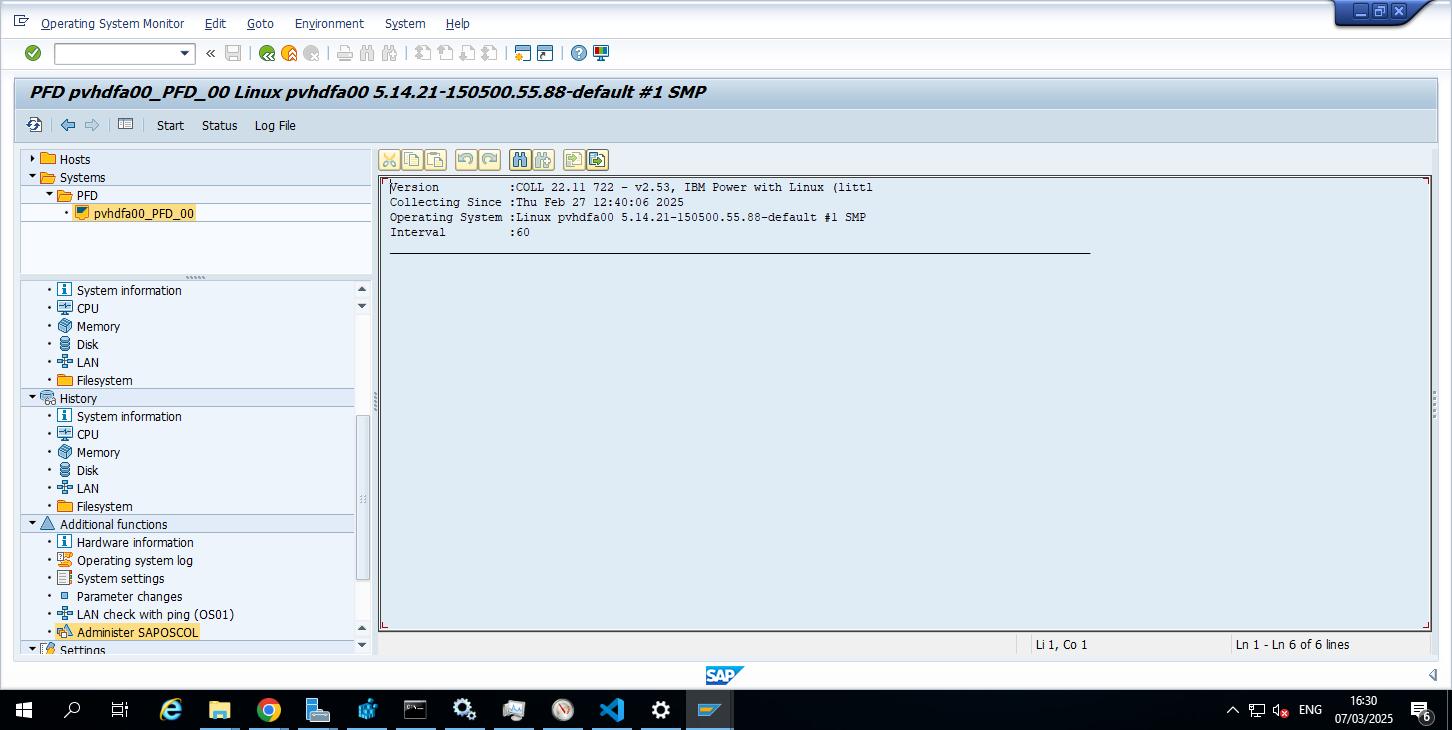 Operating System Monitor Edit Goto Environment System Help
PFD pvhdfa00_PFD_00 Linux pvhdfa00 5.14.21-150500.55.88-default #1 SMP
Start Status Log File
Hosts
Systems
PFD
pvhdfa00_PFD_00
System information
CPU
Memory
Disk
LAN
Filesystem
History
System information
CPU
Memory
Disk
LAN
Filesystem
Additional functions
Hardware information
Operating system log
System settings
Parameter changes
LAN check with ping (OS01)
Administer SAPOSCOL
Settings
Version :COLL 22.11 722 - v2.53, IBM Power with Linux (littl
Collecting Since :Thu Feb 27 12:40:06 2025
Operating System :Linux pvhdfa00 5.14.21-150500.55.88-default #1 SMP
Interval :60
Li 1, Co 1 Ln 1 - Ln 6 of 6 lines
SAP
ENG
16:30
07/03/2025
6